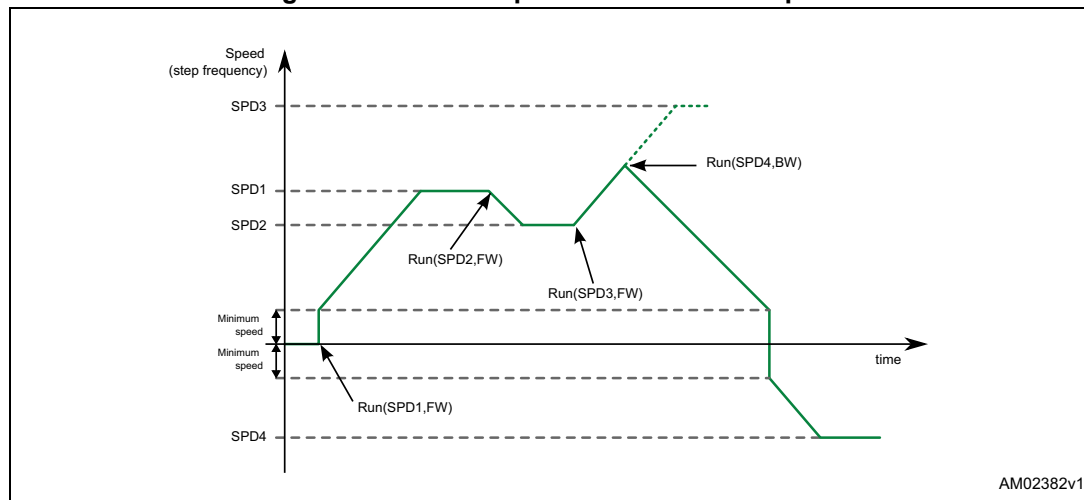 Speed
(step frequency)
SPD3
Run(SPD4,BW)
SPD1
SPD2
Run(SPD2,FW)
Run(SPD3,FW)
Minimum
speed
Minimum
speed
time
Run(SPD1,FW)
SPD4
AM02382v1